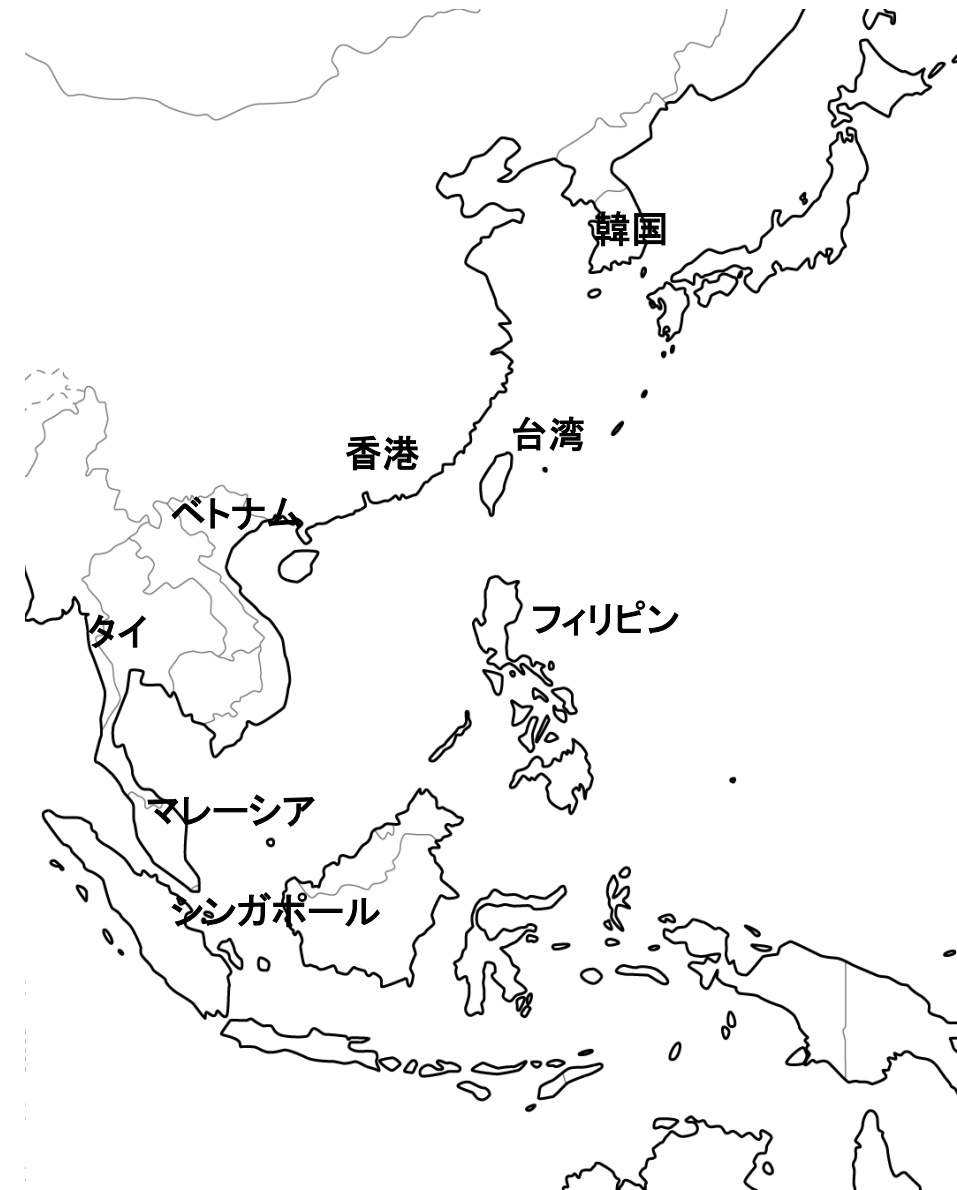 韓国
台湾
香港
ベトナム
フィリピン
タイ
マレーシア
シンガポール